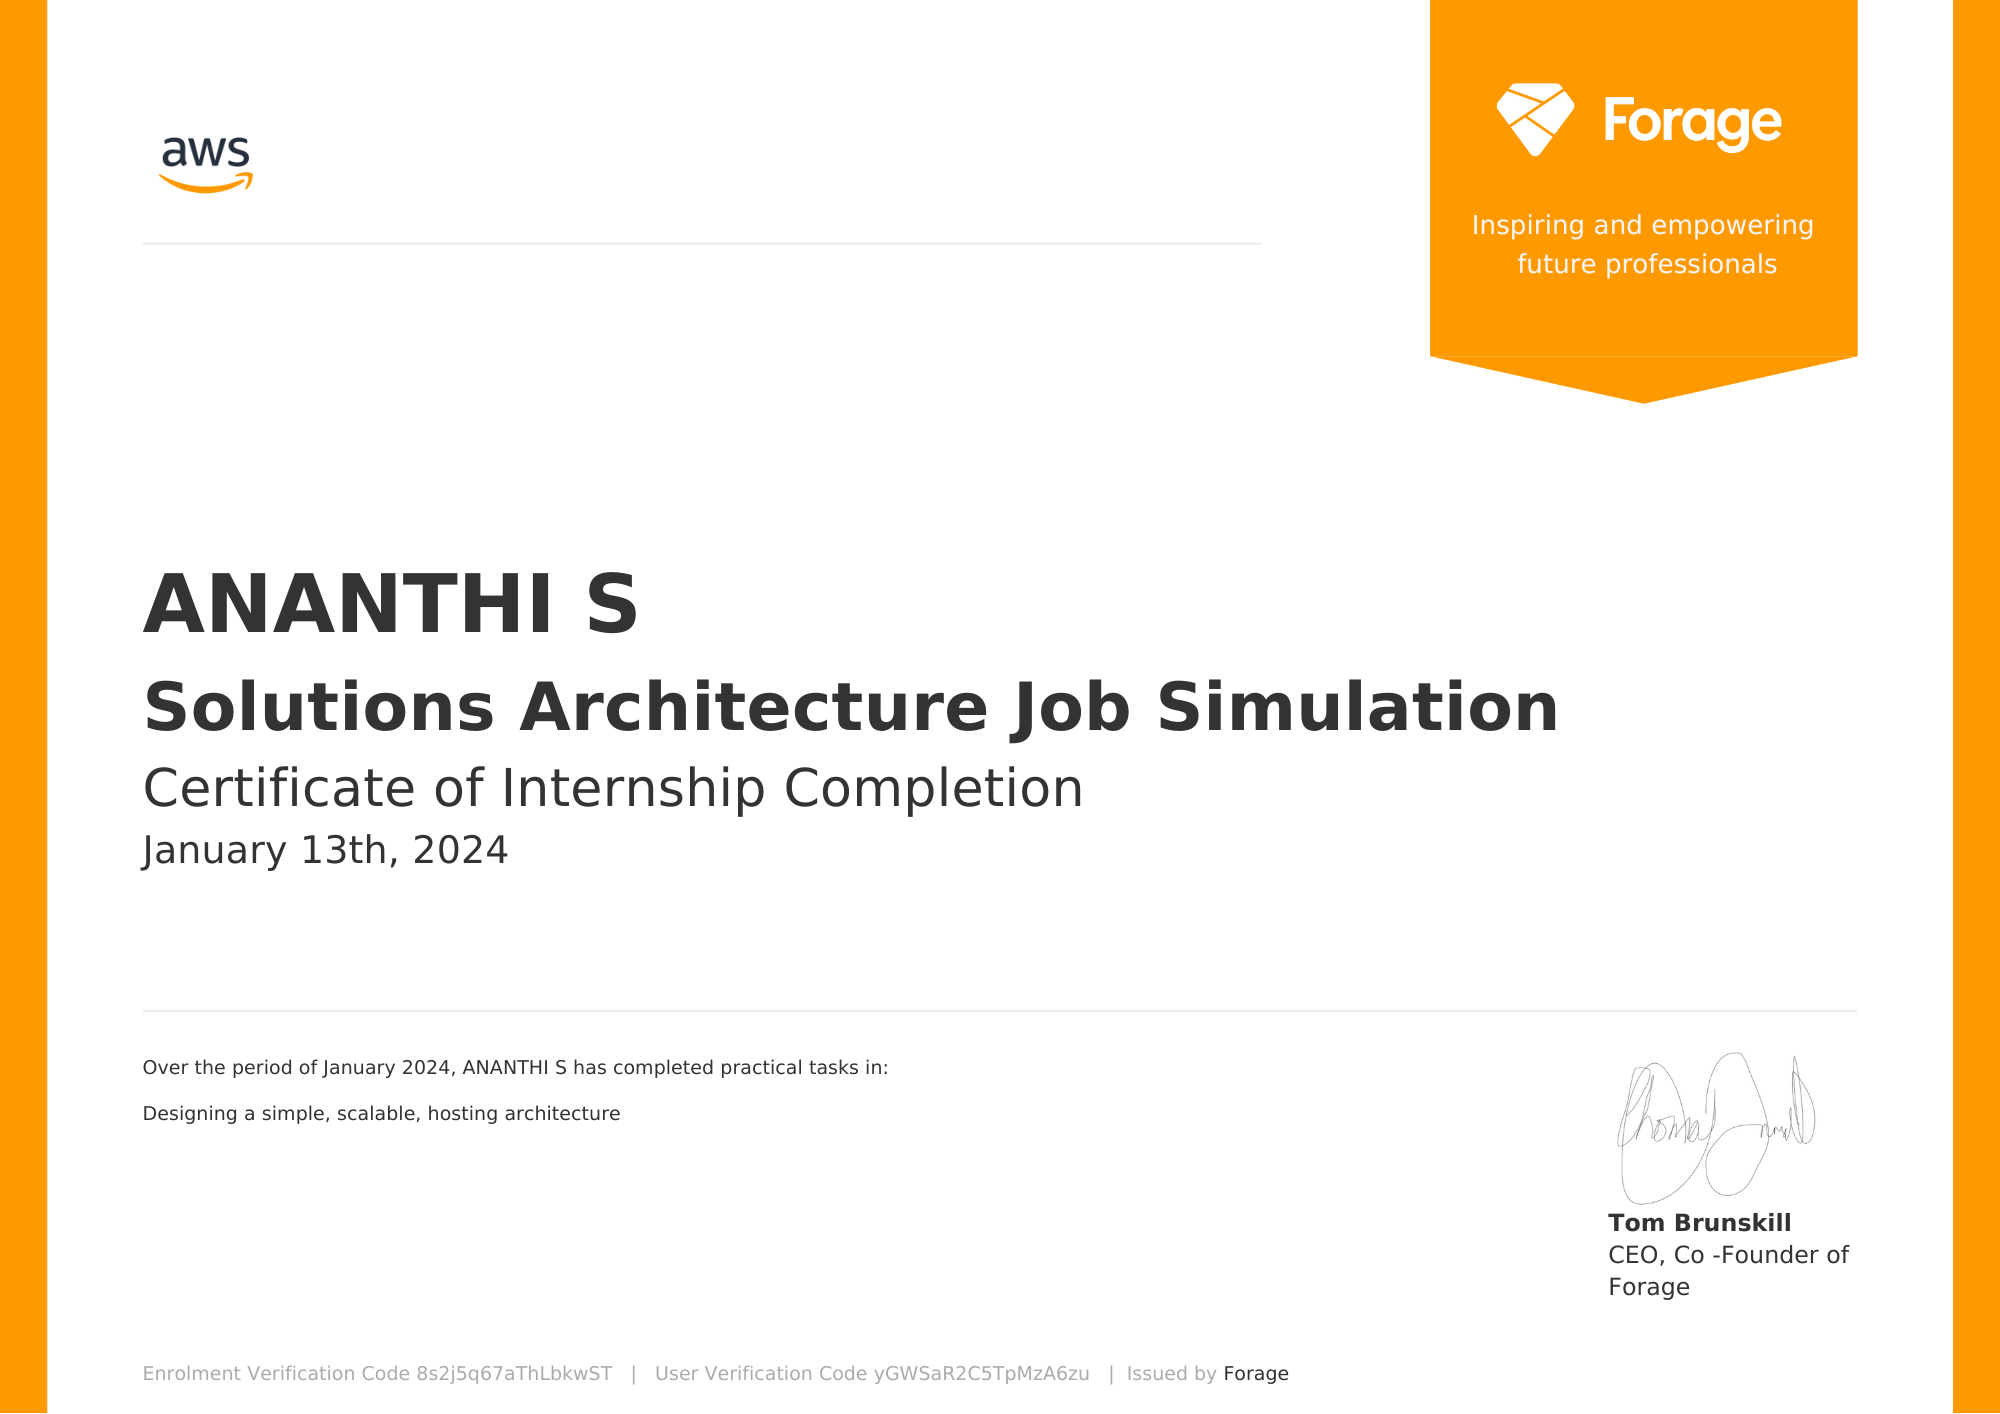 aws
Forage
Inspiring and empowering
future professionals
ANANTHI S
Solutions Architecture Job Simulation
Certificate of Internship Completion
January 13th, 2024
Over the period of January 2024, ANANTHI S has completed practical tasks in:
Designing a simple, scalable, hosting architecture
Tom Brunskill
CEO, Co -Founder of
Forage
Enrolment Verification Code 8s2j5q67aThLbkwST | User Verification Code yGWSaR2C5TpMzA6zu | Issued by Forage